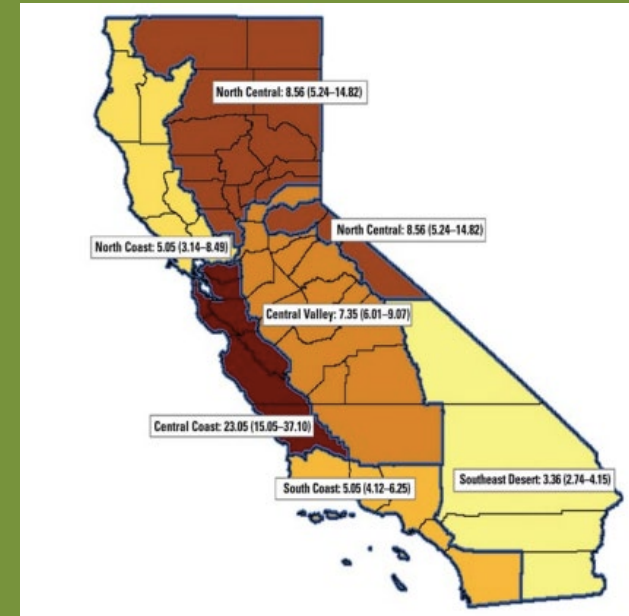 North Central: 8.56 (5.24–14.82)
North Central: 8.56 (5.24–14.82)
North Coast: 5.05 (3.14–8.49)
Central Valley: 7.35 (6.01–9.07)
Central Coast: 23.05 (15.05–37.10)
South Coast: 5.05 (4.12–6.25)
Southeast Desert: 3.36 (2.74–4.15)